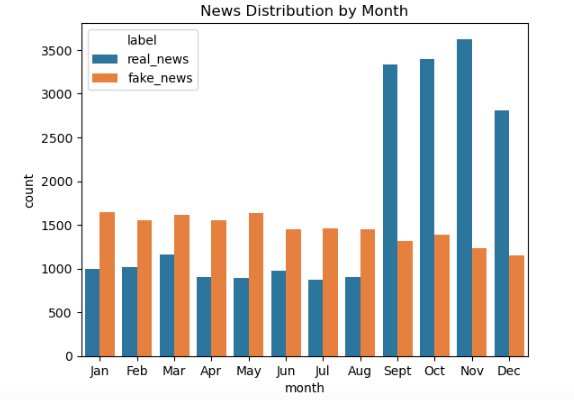 News Distribution by Month
label
real_news
fake_news
3500
3000
2500
2000
1500
1000
500
0
count
Jan Feb Mar Apr May Jun Jul Aug Sept Oct Nov Dec
month